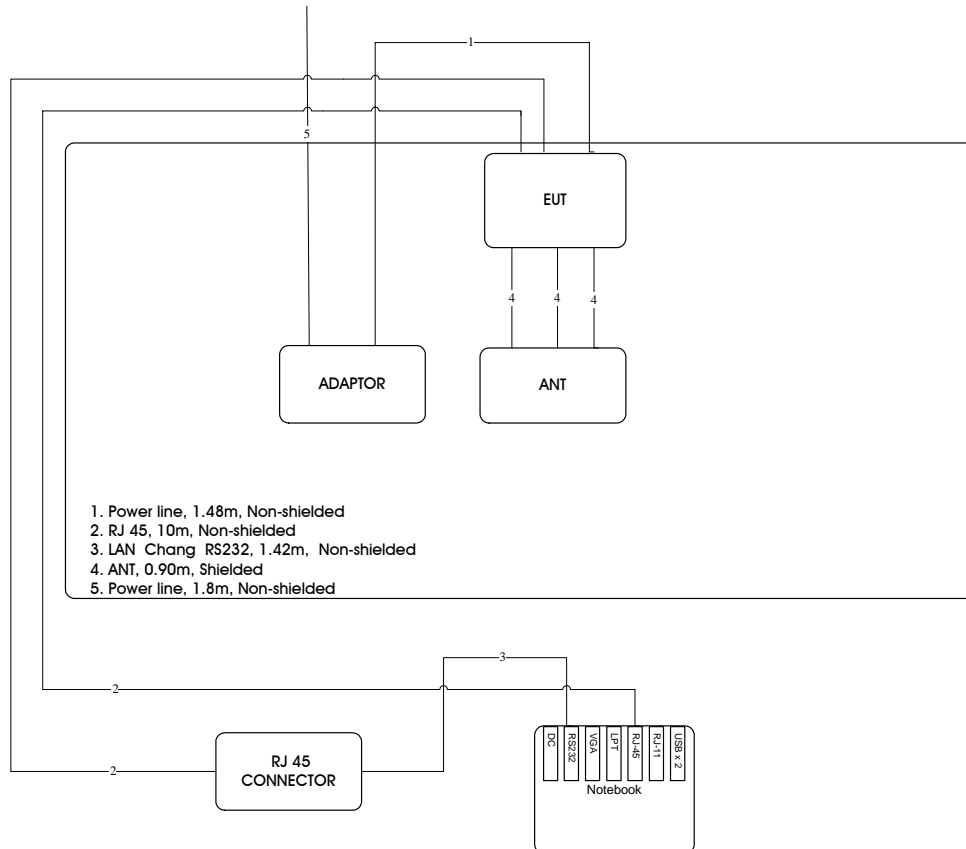 1
5
EUT
4 4 4
ADAPTOR
ANT
1. Power line, 1.48m, Non-shielded
2. RJ 45, 10m, Non-shielded
3. LAN Chang RS232, 1.42m, Non-shielded
4. ANT, 0.90m, Shielded
5. Power line, 1.8m, Non-shielded
3
2
DC
RS232
VGA
LPT
RJ-45
RJ-11
USB x 2
Notebook
2
RJ 45
CONNECTOR